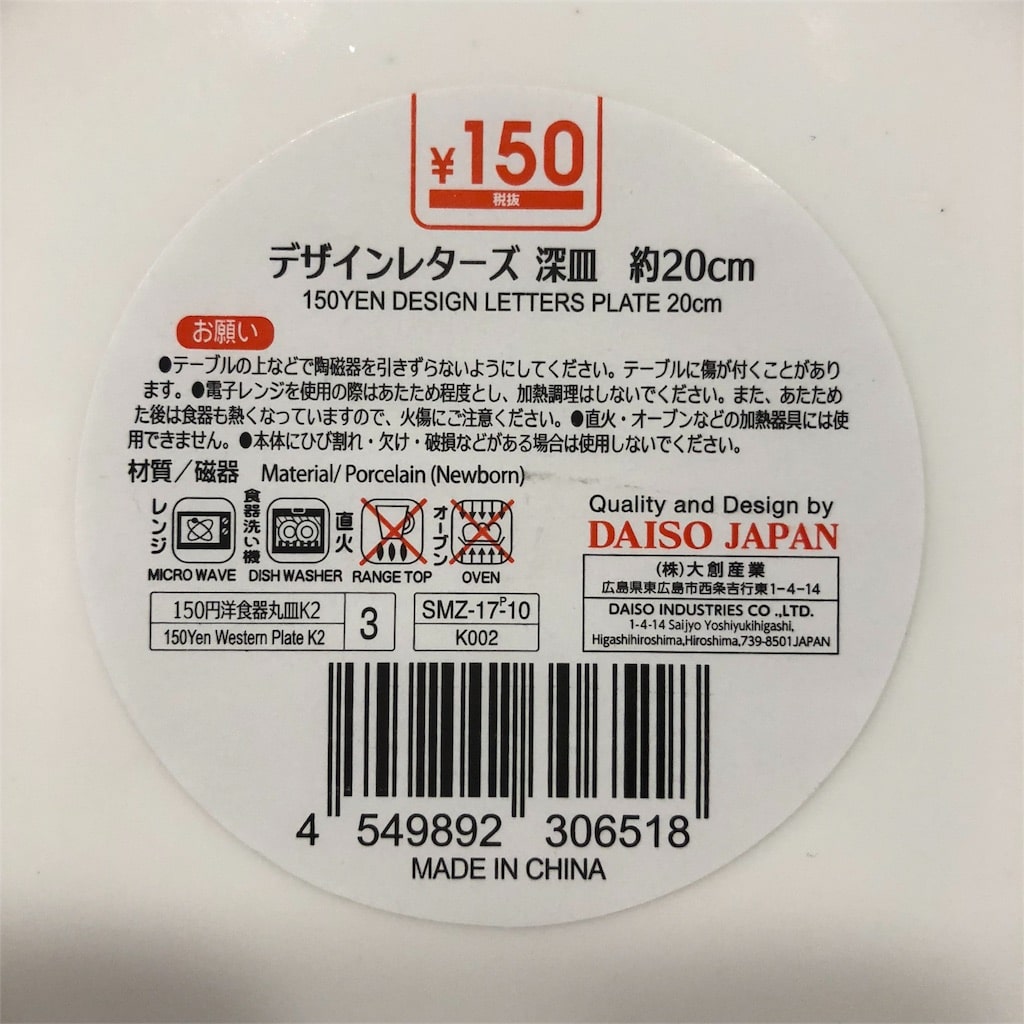 ¥150
税抜
デザインレターズ 深皿 約20cm
150YEN DESIGN LETTERS PLATE 20cm
お願い
●テーブルの上などで陶磁器を引きずらないようにしてください。テーブルに傷が付くことがあり
ます。●電子レンジを使用の際はあたため程度とし、加熱調理はしないでください。また、あたため
た後は食器も熱くなっていますので、火傷にご注意ください。●直火・オーブンなどの加熱器具には使
用できません。●本体にひび割れ・欠け・破損などがある場合は使用しないでください。
材質／磁器 Material/ Porcelain (Newborn)
レンジ 食器洗い機 直火 オーブン
MICRO WAVE DISH WASHER RANGE TOP OVEN
150円洋食器丸皿K2
150Yen Western Plate K2
3
SMZ-17-P-10
K002
Quality and Design by
DAISO JAPAN
(株)大創産業
広島県東広島市西条吉行東1-4-14
DAISO INDUSTRIES CO .,LTD.
1-4-14 Saijyo Yoshiyukihigashi,
Higashihiroshima,Hiroshima,739-8501JAPAN
4 549892 306518
MADE IN CHINA